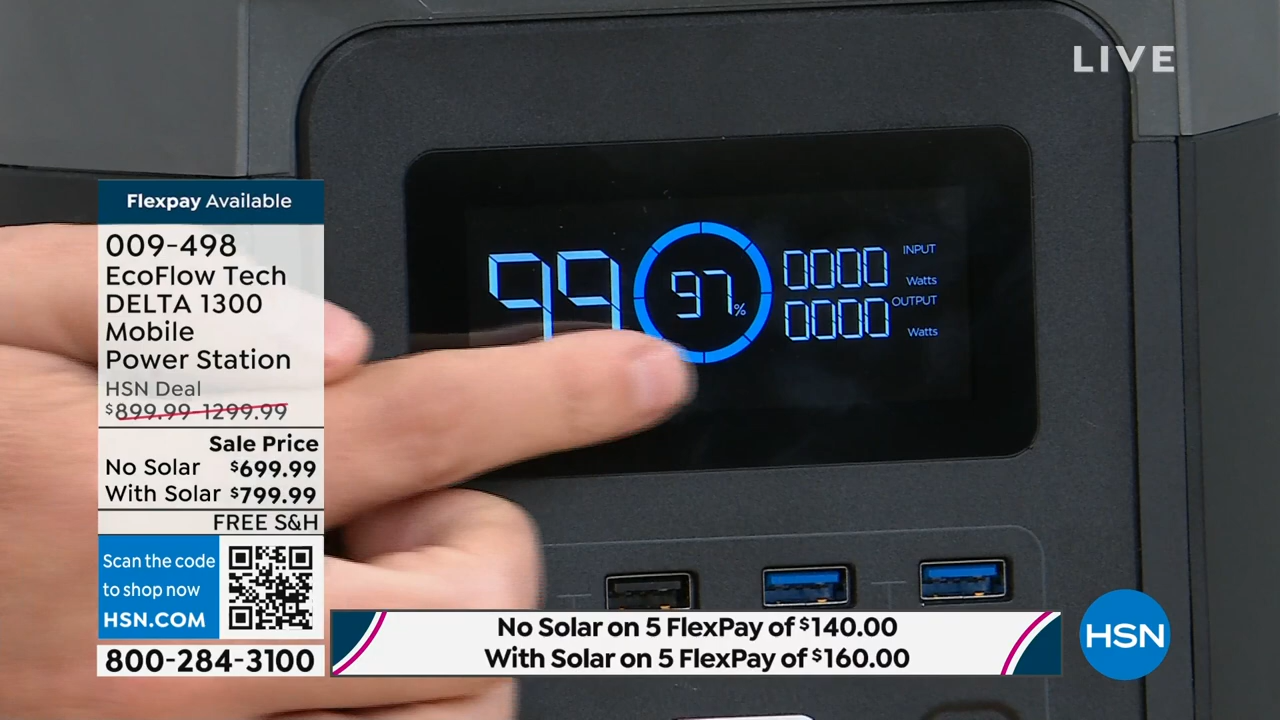 LIVE
Flexpay Available
009-498
EcoFlow Tech
DELTA 1300
Mobile
Power Station
HSN Deal
$899.99-1299.99
Sale Price
No Solar $699.99
With Solar $799.99
FREE S&H
Scan the code
to shop now
HSN.COM
800-284-3100
99
97%
0000 INPUT
Watts
0000 OUTPUT
Watts
No Solar on 5 FlexPay of $140.00
With Solar on 5 FlexPay of $160.00
HSN